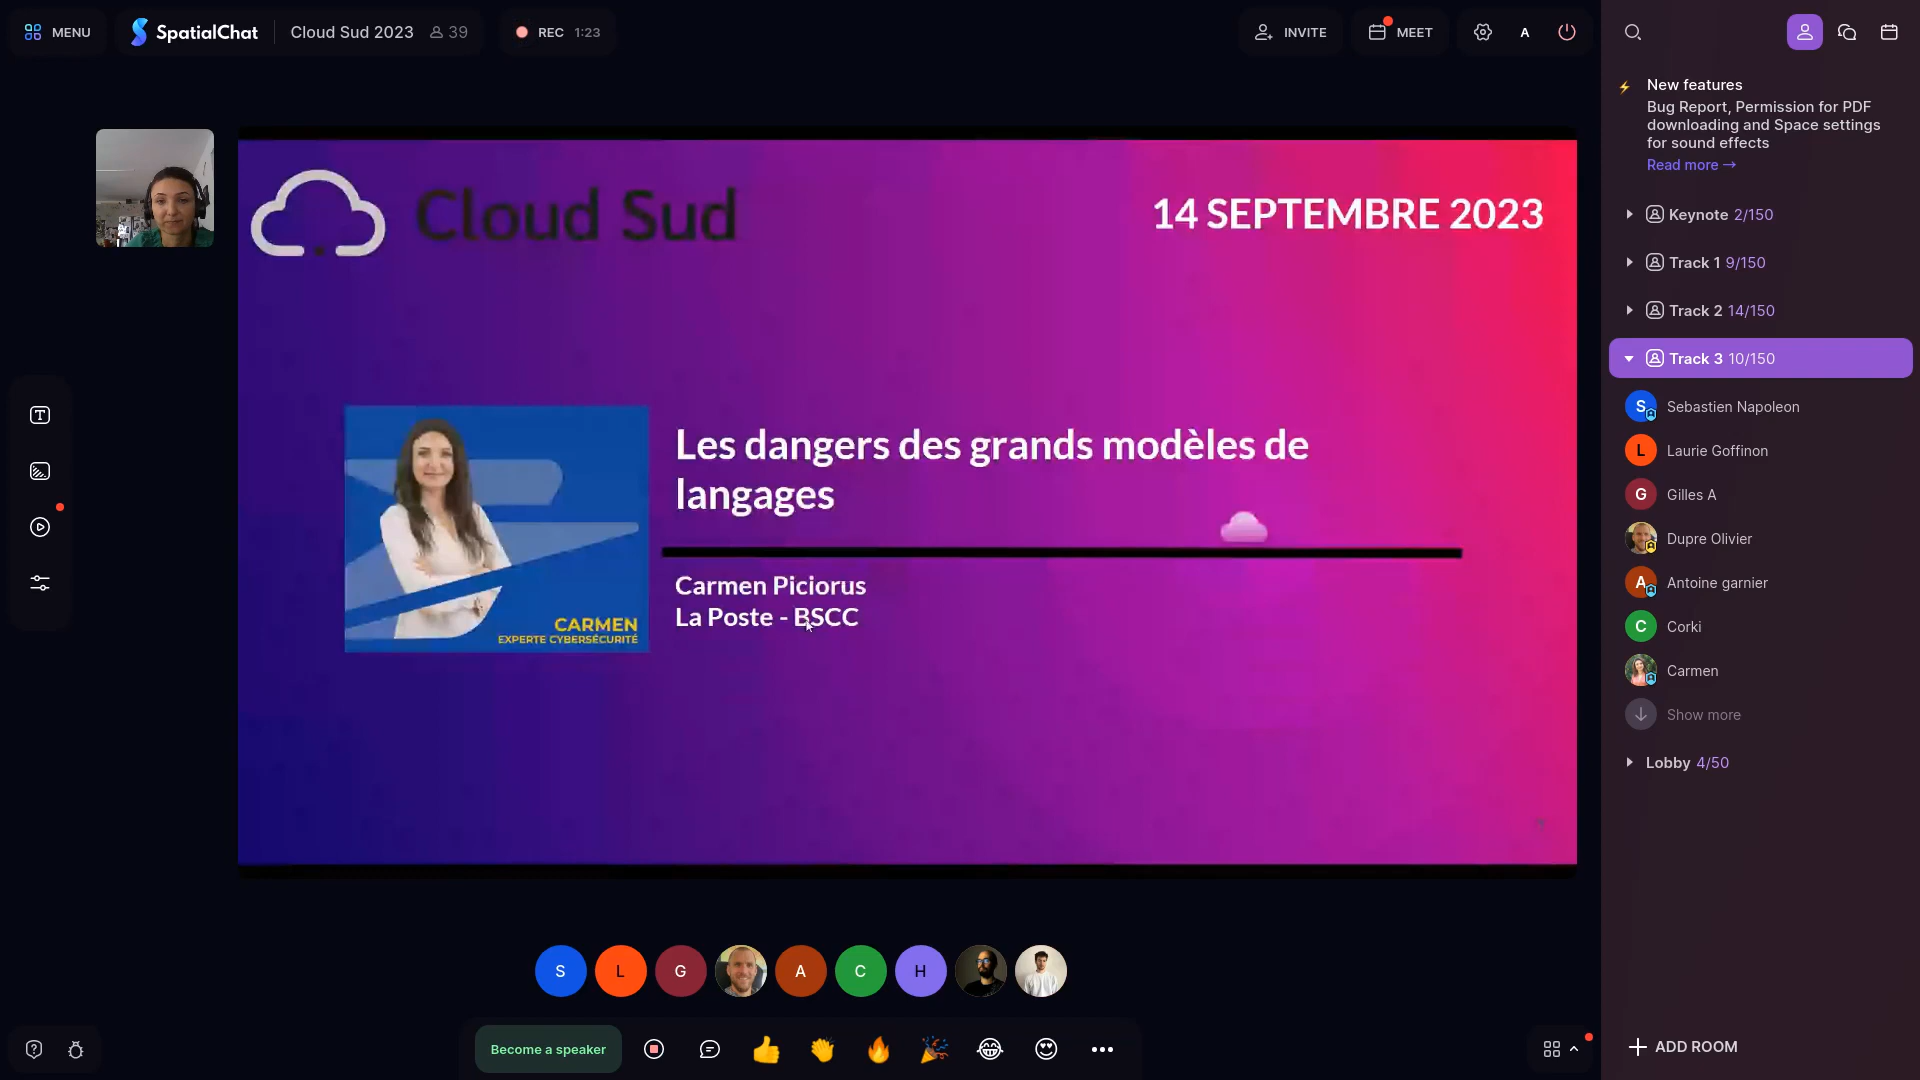 MENU
SpatialChat
Cloud Sud 2023
39
REC 1:23
INVITE
MEET
A
New features
Bug Report, Permission for PDF
downloading and Space settings
for sound effects
Read more →
Keynote 2/150
Track 1 9/150
Track 2 14/150
Track 3 10/150
S Sebastien Napoleon
L Laurie Goffinon
G Gilles A
Dupre Olivier
A Antoine garnier
C Corki
Carmen
Show more
Lobby 4/50
ADD ROOM
Cloud Sud
14 SEPTEMBRE 2023
Les dangers des grands modèles de
langages
Carmen Piciorus
La Poste - BSCC
CARMEN
EXPERTE CYBERSÉCURITÉ
S L G A C H
Become a speaker